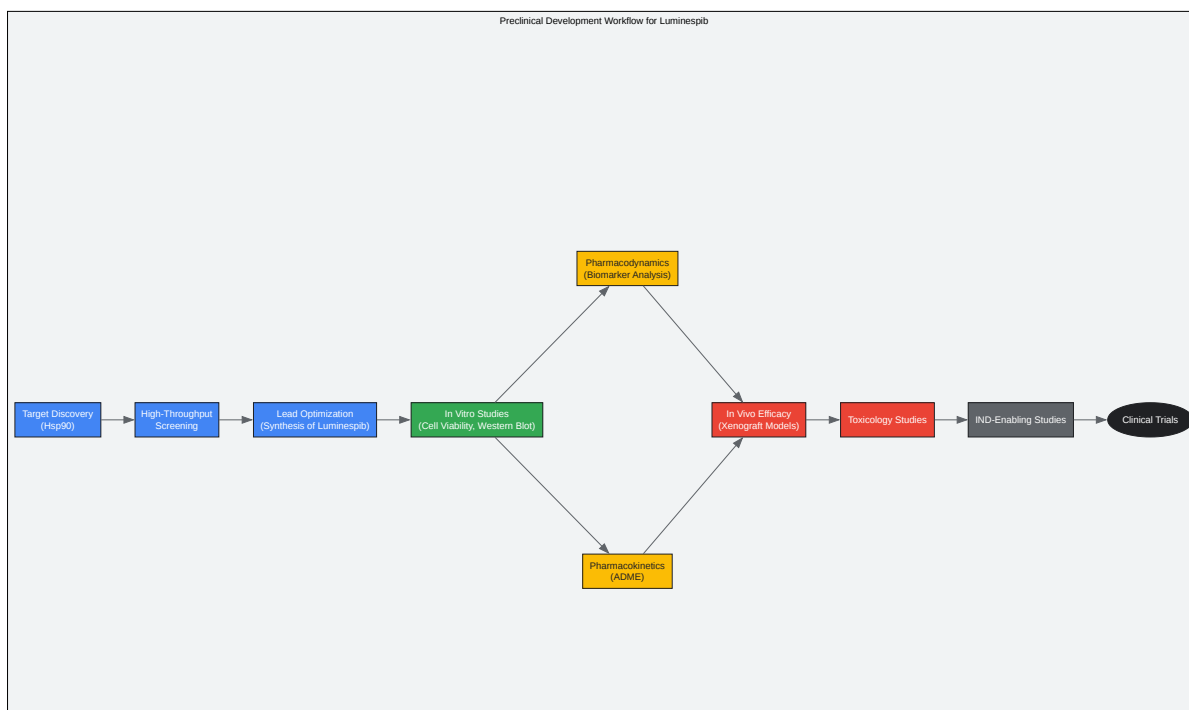 Preclinical Development Workflow for Luminespib
Target Discovery
(Hsp90)
High-Throughput
Screening
Lead Optimization
(Synthesis of Luminespib)
In Vitro Studies
(Cell Viability, Western Blot)
Pharmacodynamics
(Biomarker Analysis)
Pharmacokinetics
(ADME)
In Vivo Efficacy
(Xenograft Models)
Toxicology Studies
IND-Enabling Studies
Clinical Trials